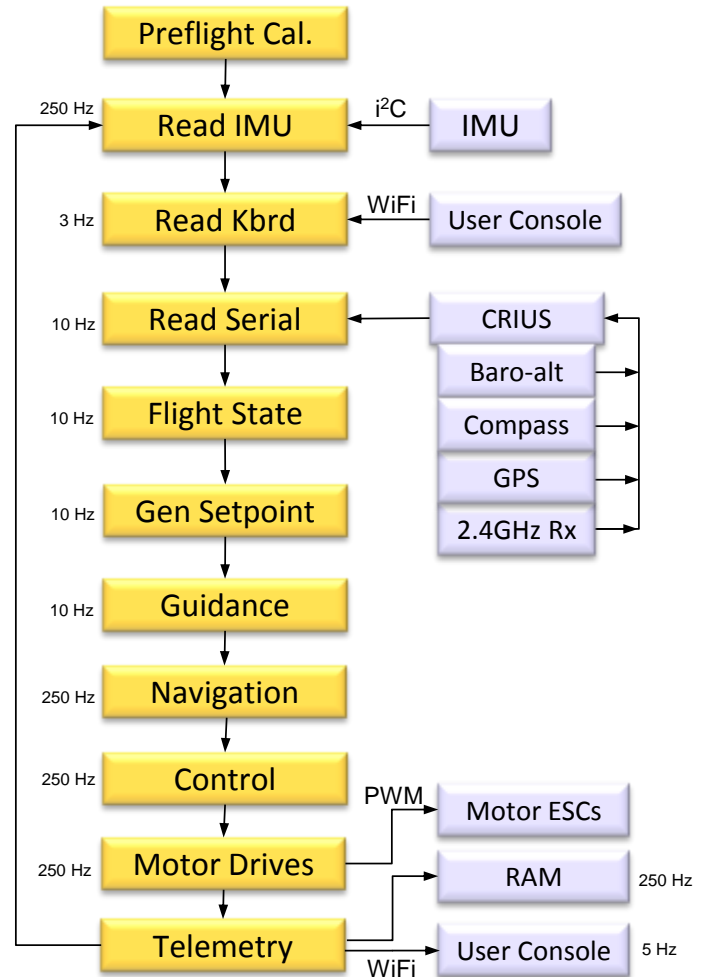 Preflight Cal.
250 Hz
Read IMU
i²C
IMU
3 Hz
Read Kbrd
WiFi
User Console
10 Hz
Read Serial
CRIUS
Baro-alt
10 Hz
Flight State
Compass
GPS
10 Hz
Gen Setpoint
2.4GHz Rx
10 Hz
Guidance
250 Hz
Navigation
250 Hz
Control
PWM
Motor ESCs
250 Hz
Motor Drives
RAM
250 Hz
Telemetry
WiFi
User Console
5 Hz